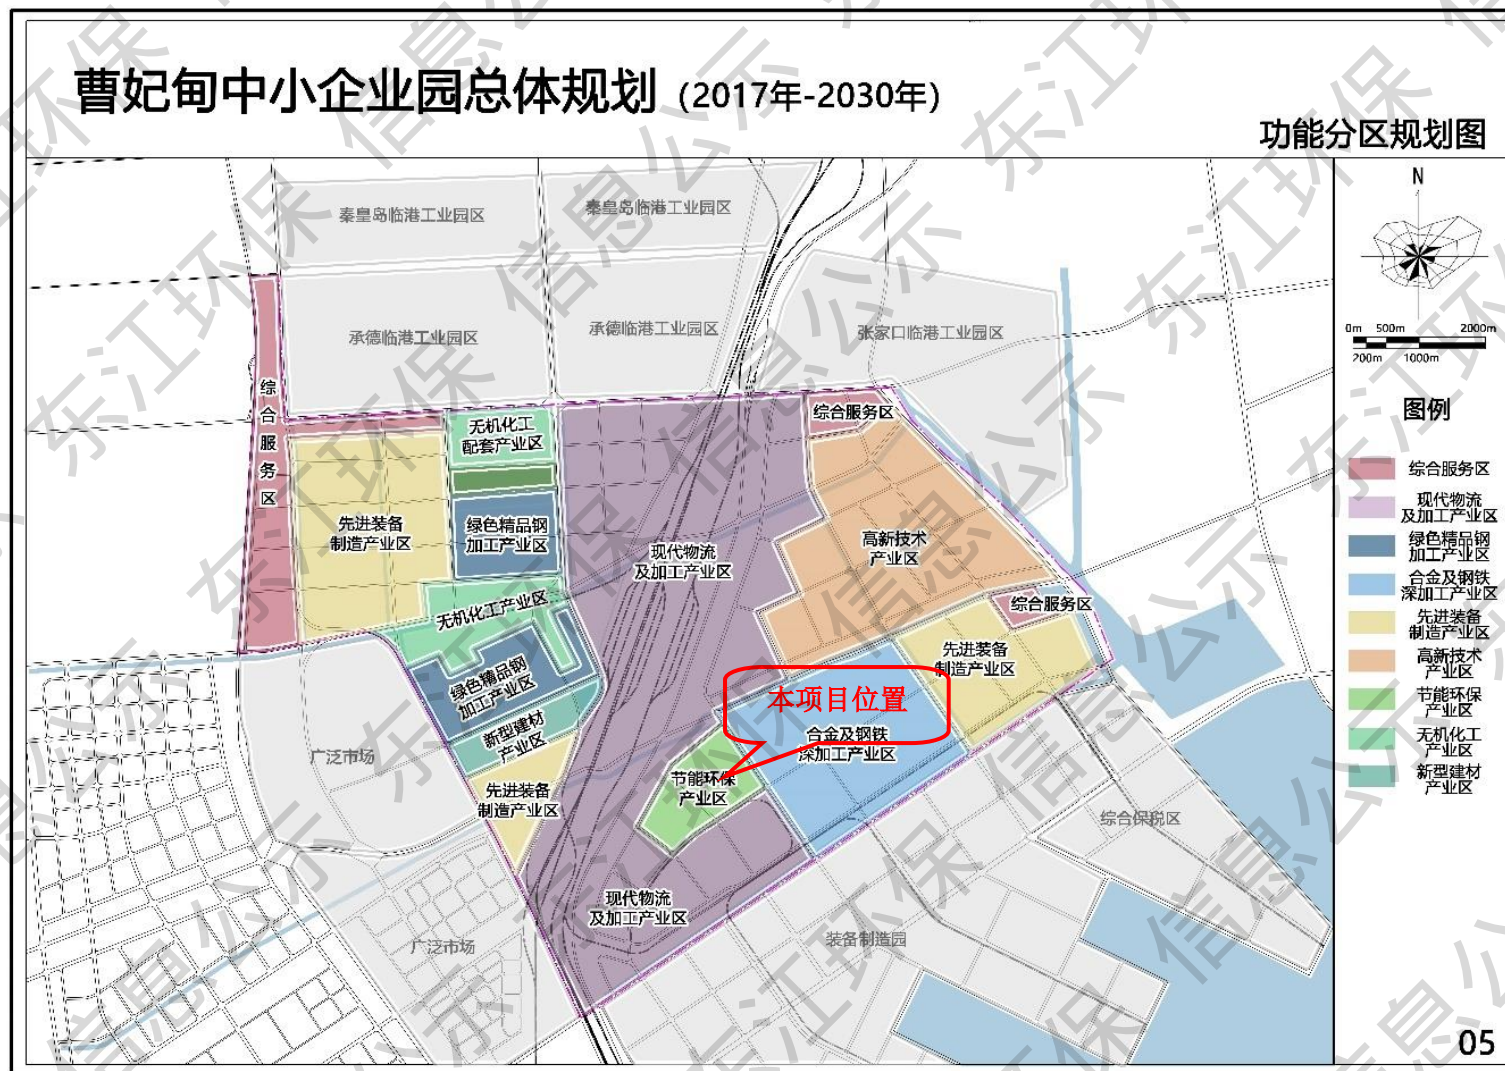 曹妃甸中小企业园总体规划（2017年-2030年）
功能分区规划图
N
0m 500m 2000m
200m 1000m
图例
综合服务区
现代物流
及加工产业区
绿色精品钢
加工产业区
合金及钢铁
深加工产业区
先进装备
制造产业区
高新技术
产业区
节能环保
产业区
无机化工
产业区
新型建材
产业区
秦皇岛临港工业园区
秦皇岛临港工业园区
承德临港工业园区
承德临港工业园区
张家口临港工业园区
综合服务区
综合服务区
无机化工
配套产业区
先进装备
制造产业区
绿色精品钢
加工产业区
现代物流
及加工产业区
高新技术
产业区
无机化工产业区
综合服务区
先进装备
制造产业区
绿色精品钢
加工产业区
本项目位置
新型建材
产业区
合金及钢铁
深加工产业区
广泛市场
节能环保
产业区
先进装备
制造产业区
综合保税区
现代物流
及加工产业区
广泛市场
装备制造园
05
东江环保 信息公示